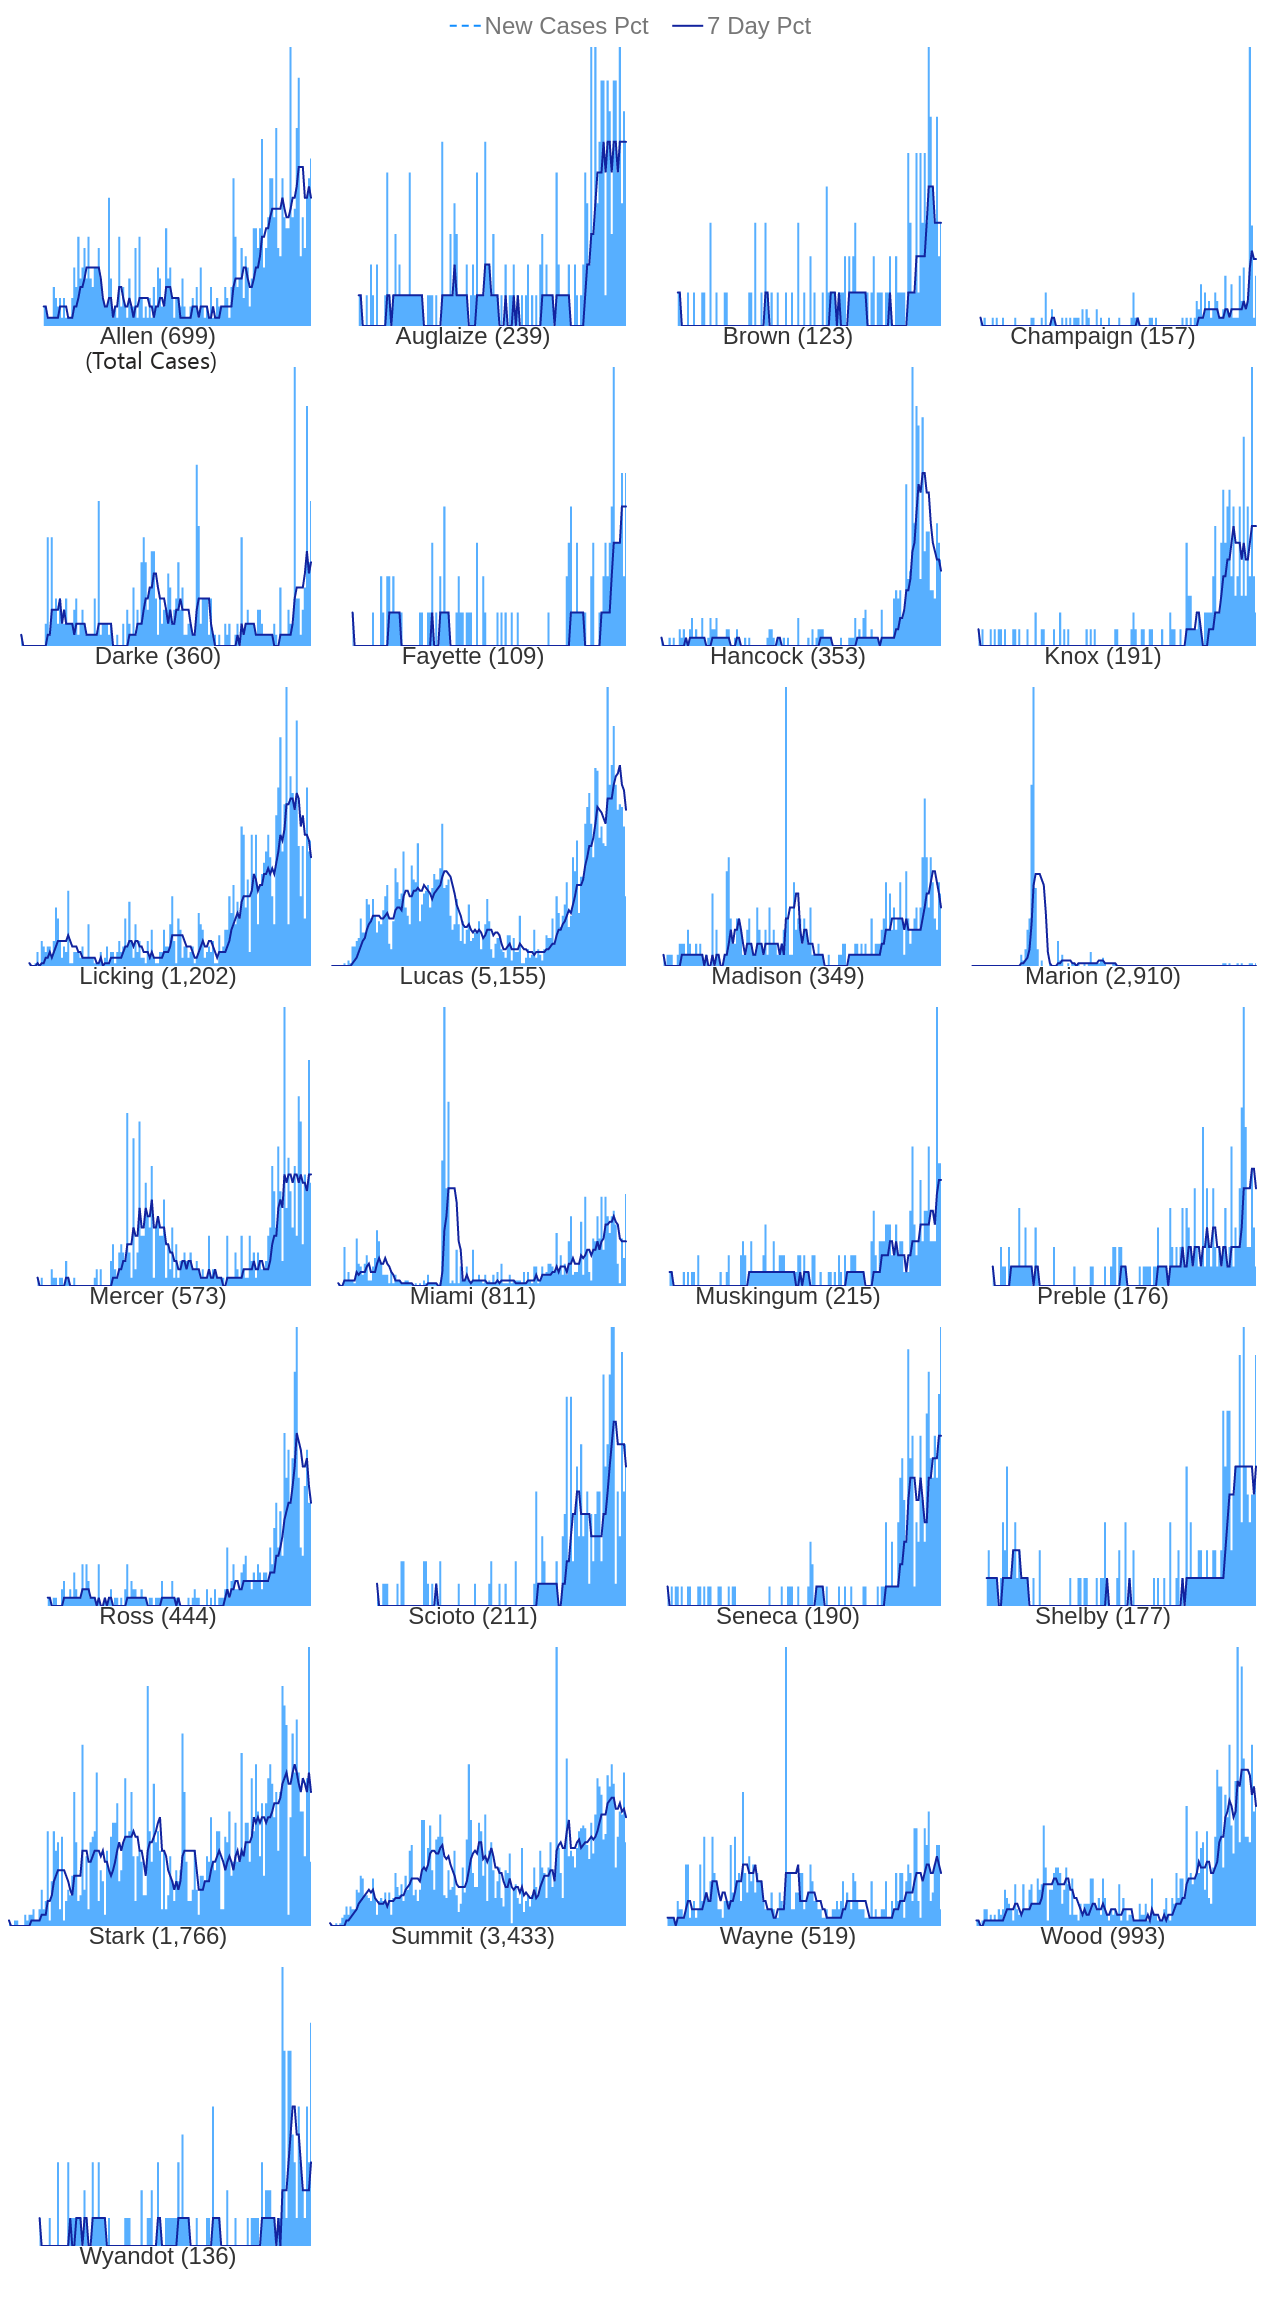 New Cases Pct 7 Day Pct
Allen (699) Auglaize (239) Brown (123) Champaign (157)
(Total Cases)
Darke (360) Fayette (109) Hancock (353) Knox (191)
Licking (1,202) Lucas (5,155) Madison (349) Marion (2,910)
Mercer (573) Miami (811) Muskingum (215) Preble (176)
Ross (444) Scioto (211) Seneca (190) Shelby (177)
Stark (1,766) Summit (3,433) Wayne (519) Wood (993)
Wyandot (136)